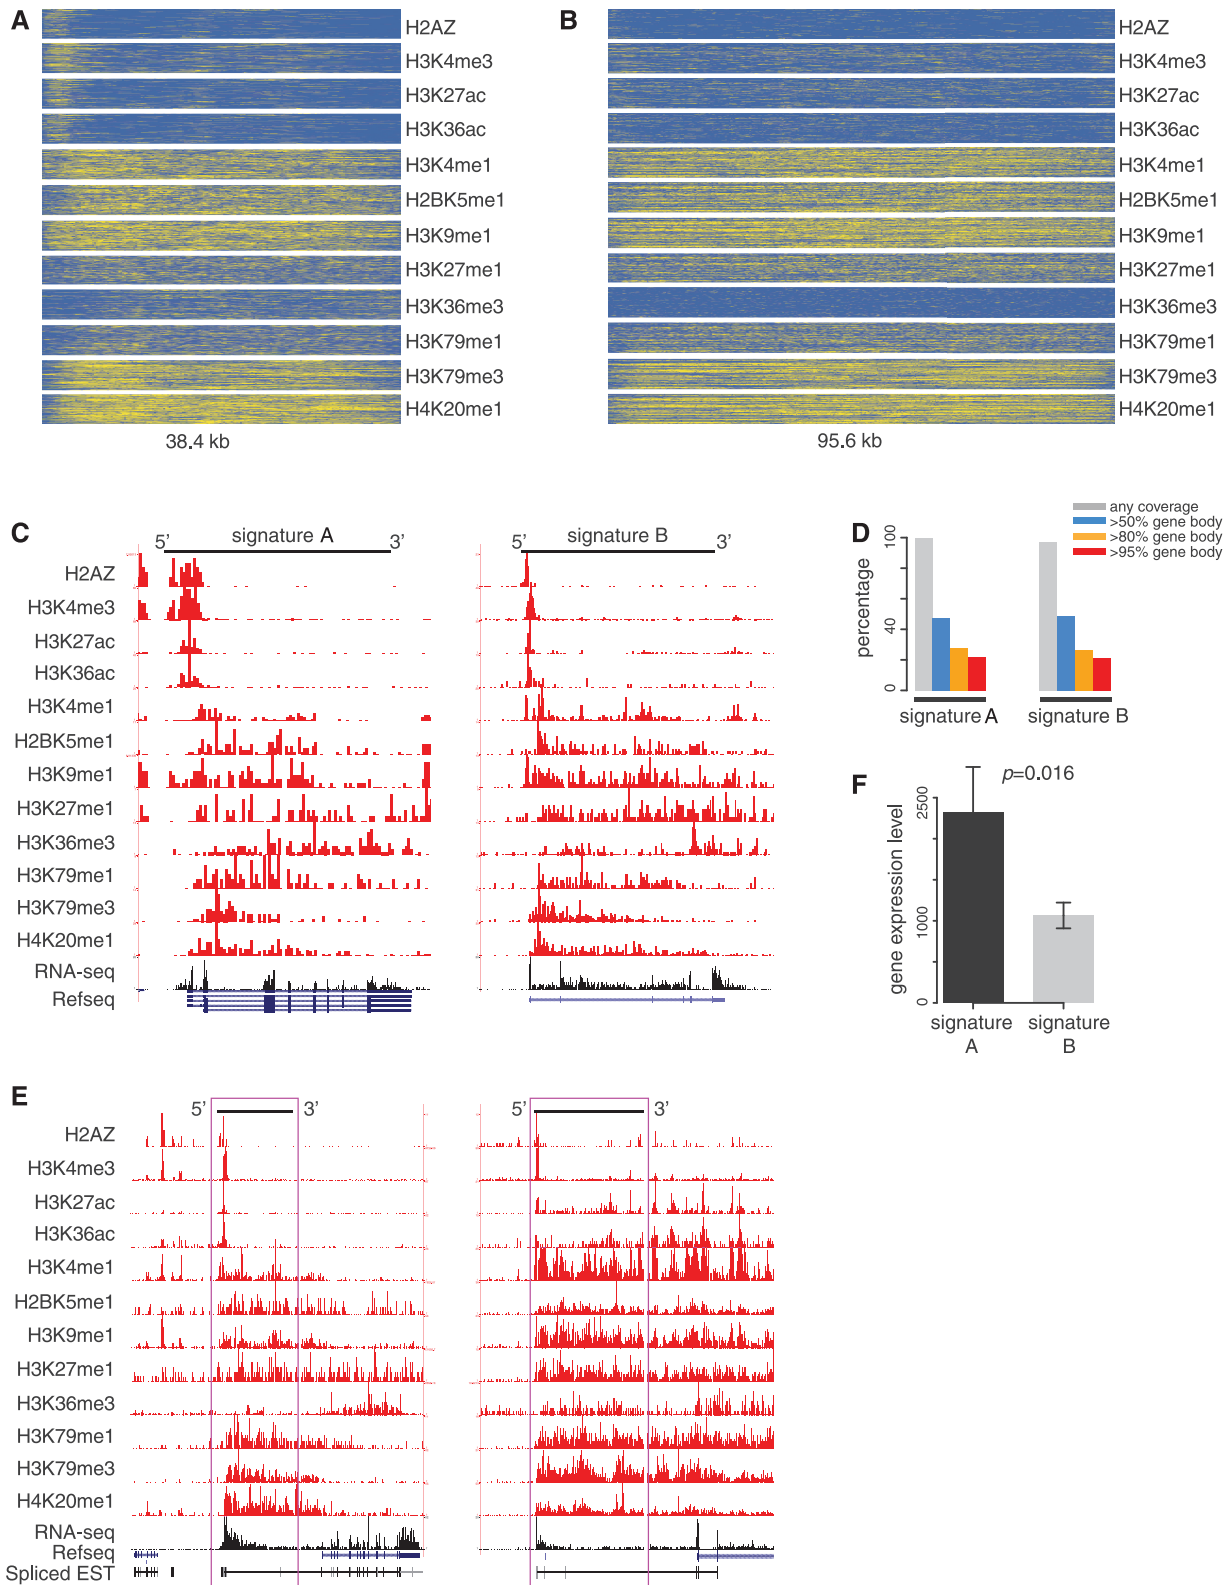 A
H2AZ
H3K4me3
H3K27ac
H3K36ac
H3K4me1
H2BK5me1
H3K9me1
H3K27me1
H3K36me3
H3K79me1
H3K79me3
H4K20me1
38.4 kb
B
H2AZ
H3K4me3
H3K27ac
H3K36ac
H3K4me1
H2BK5me1
H3K9me1
H3K27me1
H3K36me3
H3K79me1
H3K79me3
H4K20me1
95.6 kb
C
5’ signature A 3’
5’ signature B 3’
H2AZ
H3K4me3
H3K27ac
H3K36ac
H3K4me1
H2BK5me1
H3K9me1
H3K27me1
H3K36me3
H3K79me1
H3K79me3
H4K20me1
RNA-seq
Refseq
D
any coverage
>50% gene body
>80% gene body
>95% gene body
percentage
100
40
0
signature A
signature B
F
p=0.016
gene expression level
2500
1000
0
signature
A
signature
B
E
5’ 3’
5’ 3’
H2AZ
H3K4me3
H3K27ac
H3K36ac
H3K4me1
H2BK5me1
H3K9me1
H3K27me1
H3K36me3
H3K79me1
H3K79me3
H4K20me1
RNA-seq
Refseq
Spliced EST